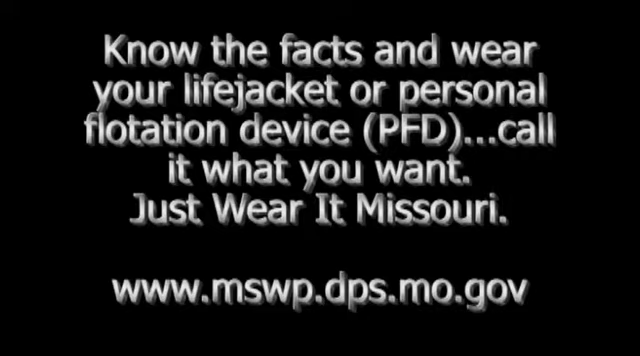 Know the facts and wear
your lifejacket or personal
flotation device (PFD)...call
it what you want.
Just Wear It Missouri.
www.mswp.dps.mo.gov